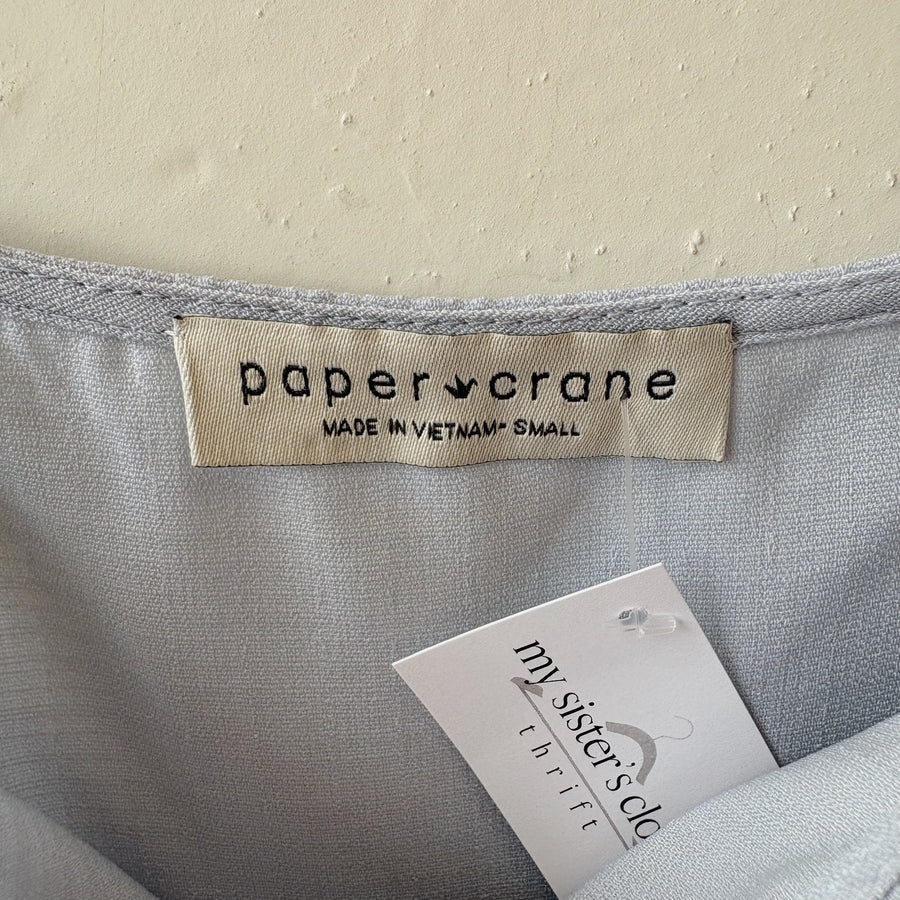 paper crane
MADE IN VIETNAM- SMALL
my sister's clo
thrift